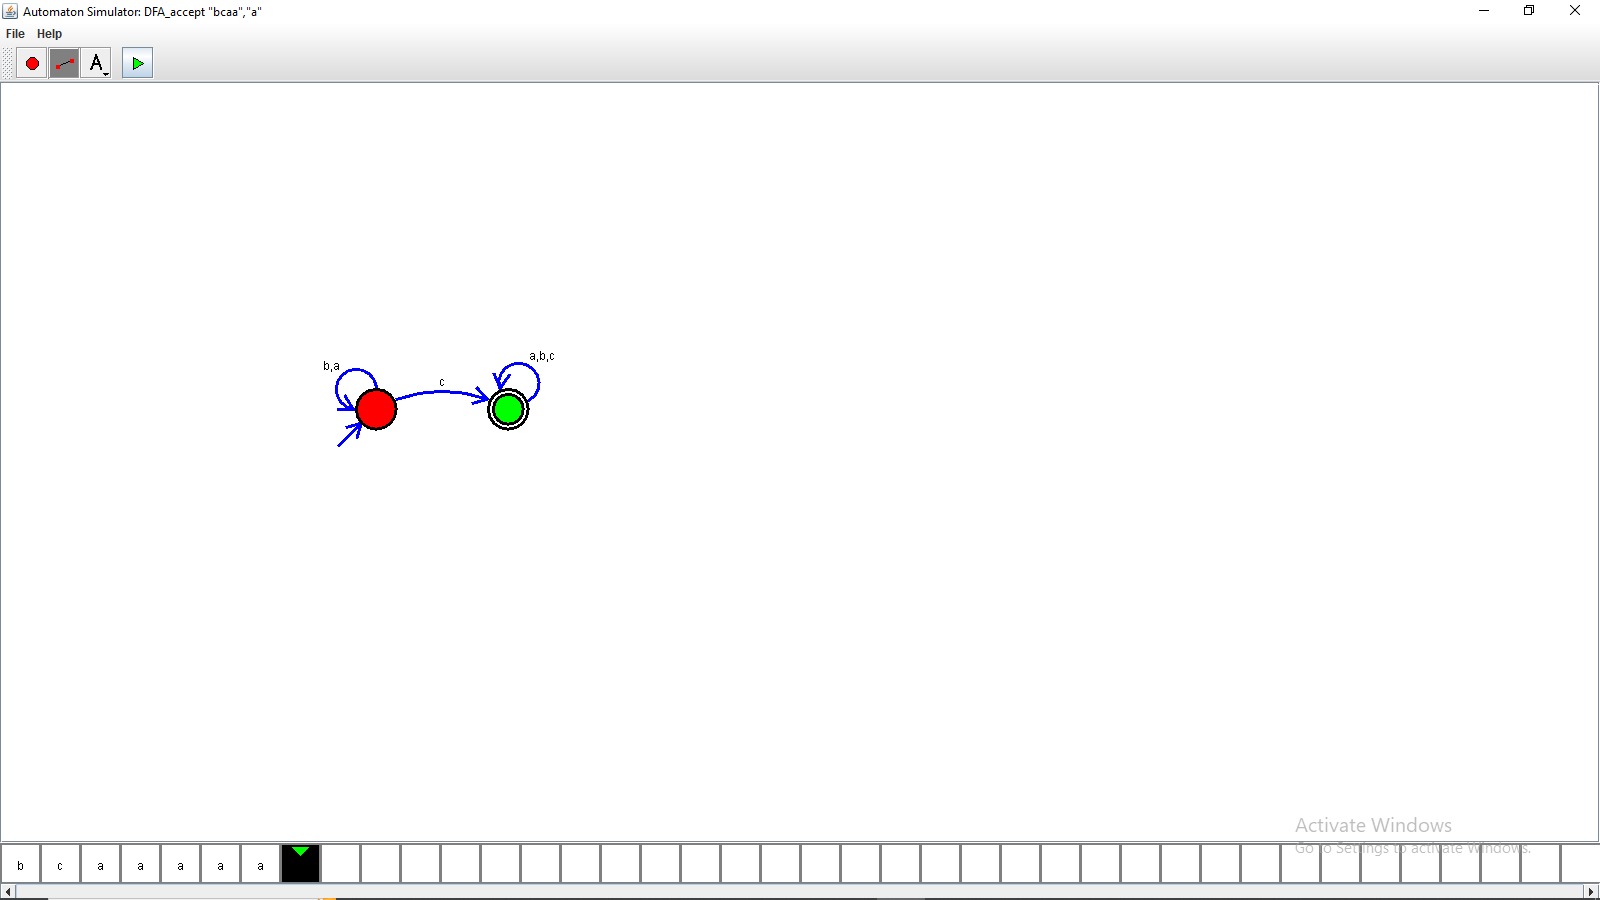 Automaton Simulator: DFA_accept "bcaa","a"
File Help
A
b,a
c
a,b,c
Activate Windows
Go to Settings to activate Windows.
b c a a a a a